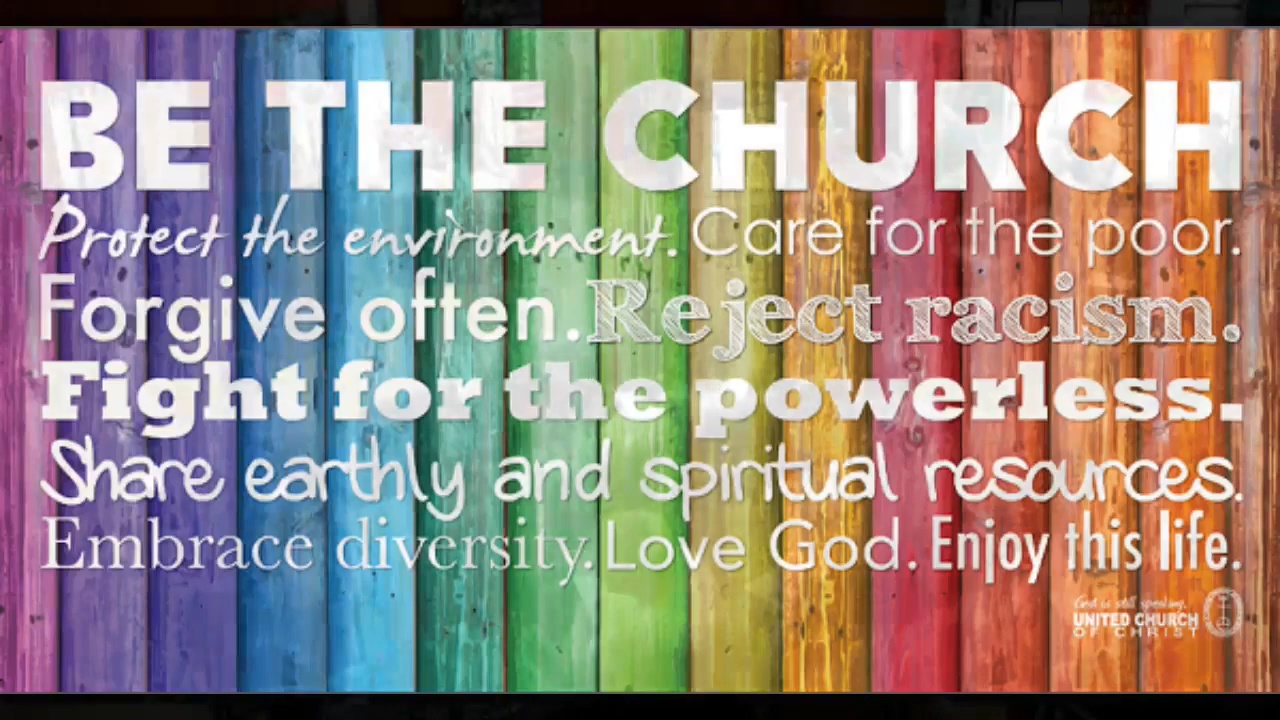 BE THE CHURCH
Protect the environment. Care for the poor.
Forgive often. Reject racism.
Fight for the powerless.
Share earthly and spiritual resources.
Embrace diversity. Love God. Enjoy this life.
God is still speaking,
UNITED CHURCH
OF CHRIST